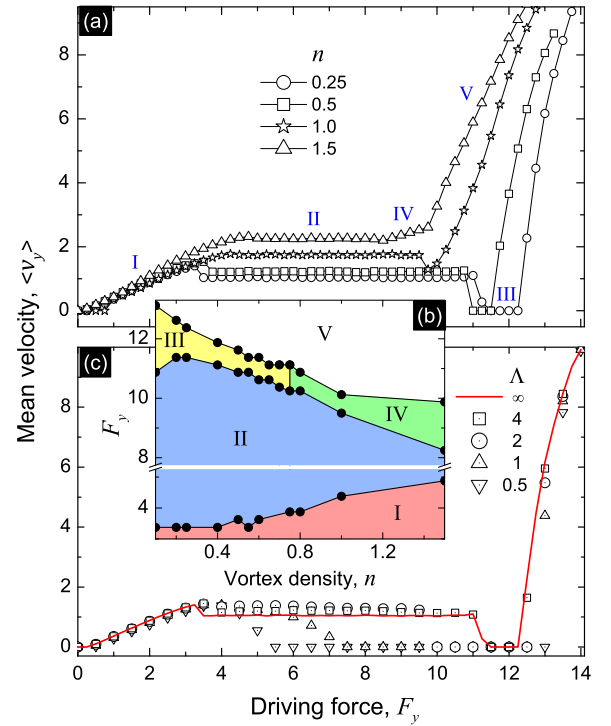 (a)
8
6
4
2
0
Mean velocity, <v_y>
n
0.25
0.5
1.0
1.5
I
II
IV
V
III
(b)
12
10
8
4
F_y
III
V
II
IV
I
0.4 0.8 1.2
Vortex density, n
(c)
8
6
4
2
0
Λ
∞
4
2
1
0.5
0 2 4 6 8 10 12 14
Driving force, F_y